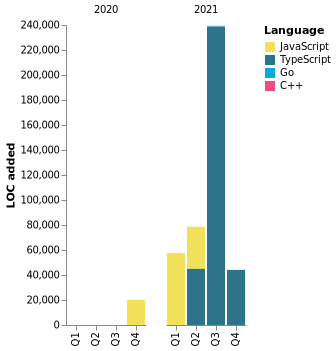 2020 2021
Language
JavaScript
TypeScript
Go
C++
LOC added
240,000
220,000
200,000
180,000
160,000
140,000
120,000
100,000
80,000
60,000
40,000
20,000
0
Q1 Q2 Q3 Q4 Q1 Q2 Q3 Q4